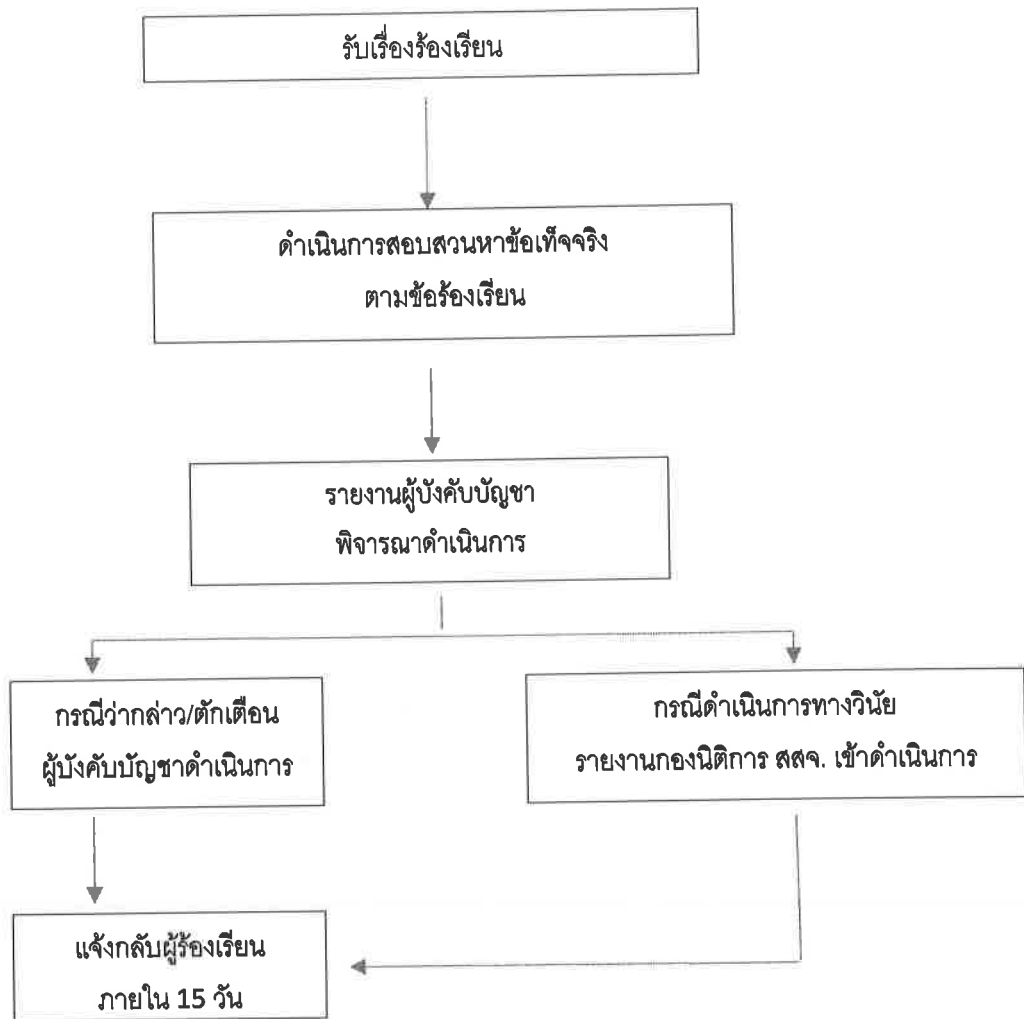 รับเรื่องร้องเรียน
ดำเนินการสอบสวนหาข้อเท็จจริง
ตามข้อร้องเรียน
รายงานผู้บังคับบัญชา
พิจารณาดำเนินการ
กรณีว่ากล่าว/ตักเตือน
ผู้บังคับบัญชาดำเนินการ
กรณีดำเนินการทางวินัย
รายงานกองนิติการ สสจ. เข้าดำเนินการ
แจ้งกลับผู้ร้องเรียน
ภายใน 15 วัน